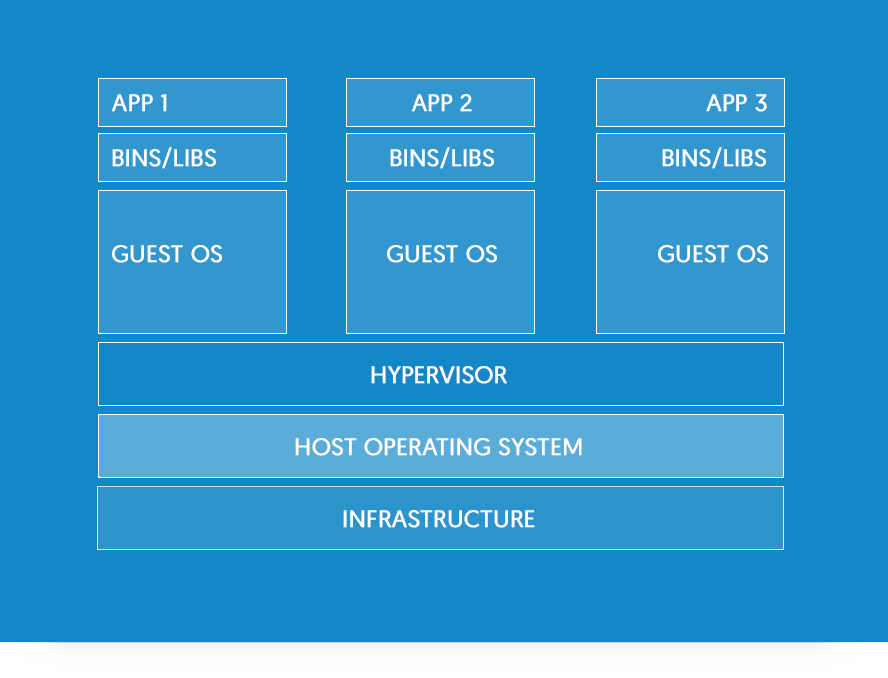 APP 1
APP 2
APP 3
BINS/LIBS
BINS/LIBS
BINS/LIBS
GUEST OS
GUEST OS
GUEST OS
HYPERVISOR
HOST OPERATING SYSTEM
INFRASTRUCTURE